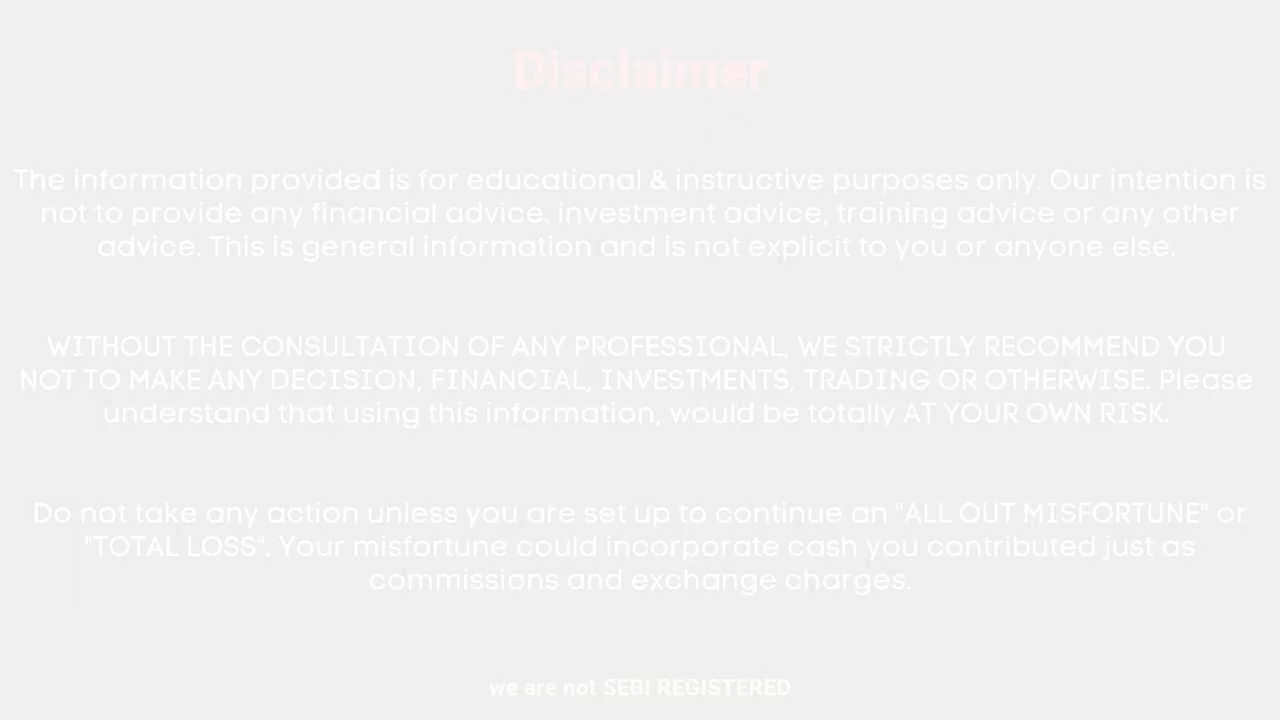 Disclaimer
The information provided is for educational & instructive purposes only. Our intention is
not to provide any financial advice. investment advice, training advice or any other
advice. This is general information and is not explicit to you or anyone else.
WITHOUT THE CONSULTATION OF ANY PROFESSIONAL, WE STRICTLY RECOMMEND YOU
NOT TO MAKE ANY DECISION, FINANCIAL, INVESTMENTS, TRADING OR OTHERWISE. Please
understand that using this information, would be totally AT YOUR OWN RISK.
Do not take any action unless you are set up to continue an "ALL OUT MISFORTUNE" or
"TOTAL LOSS". Your misfortune could incorporate cash you contributed just as
commissions and exchange charges.
we are not SEBI REGISTERED